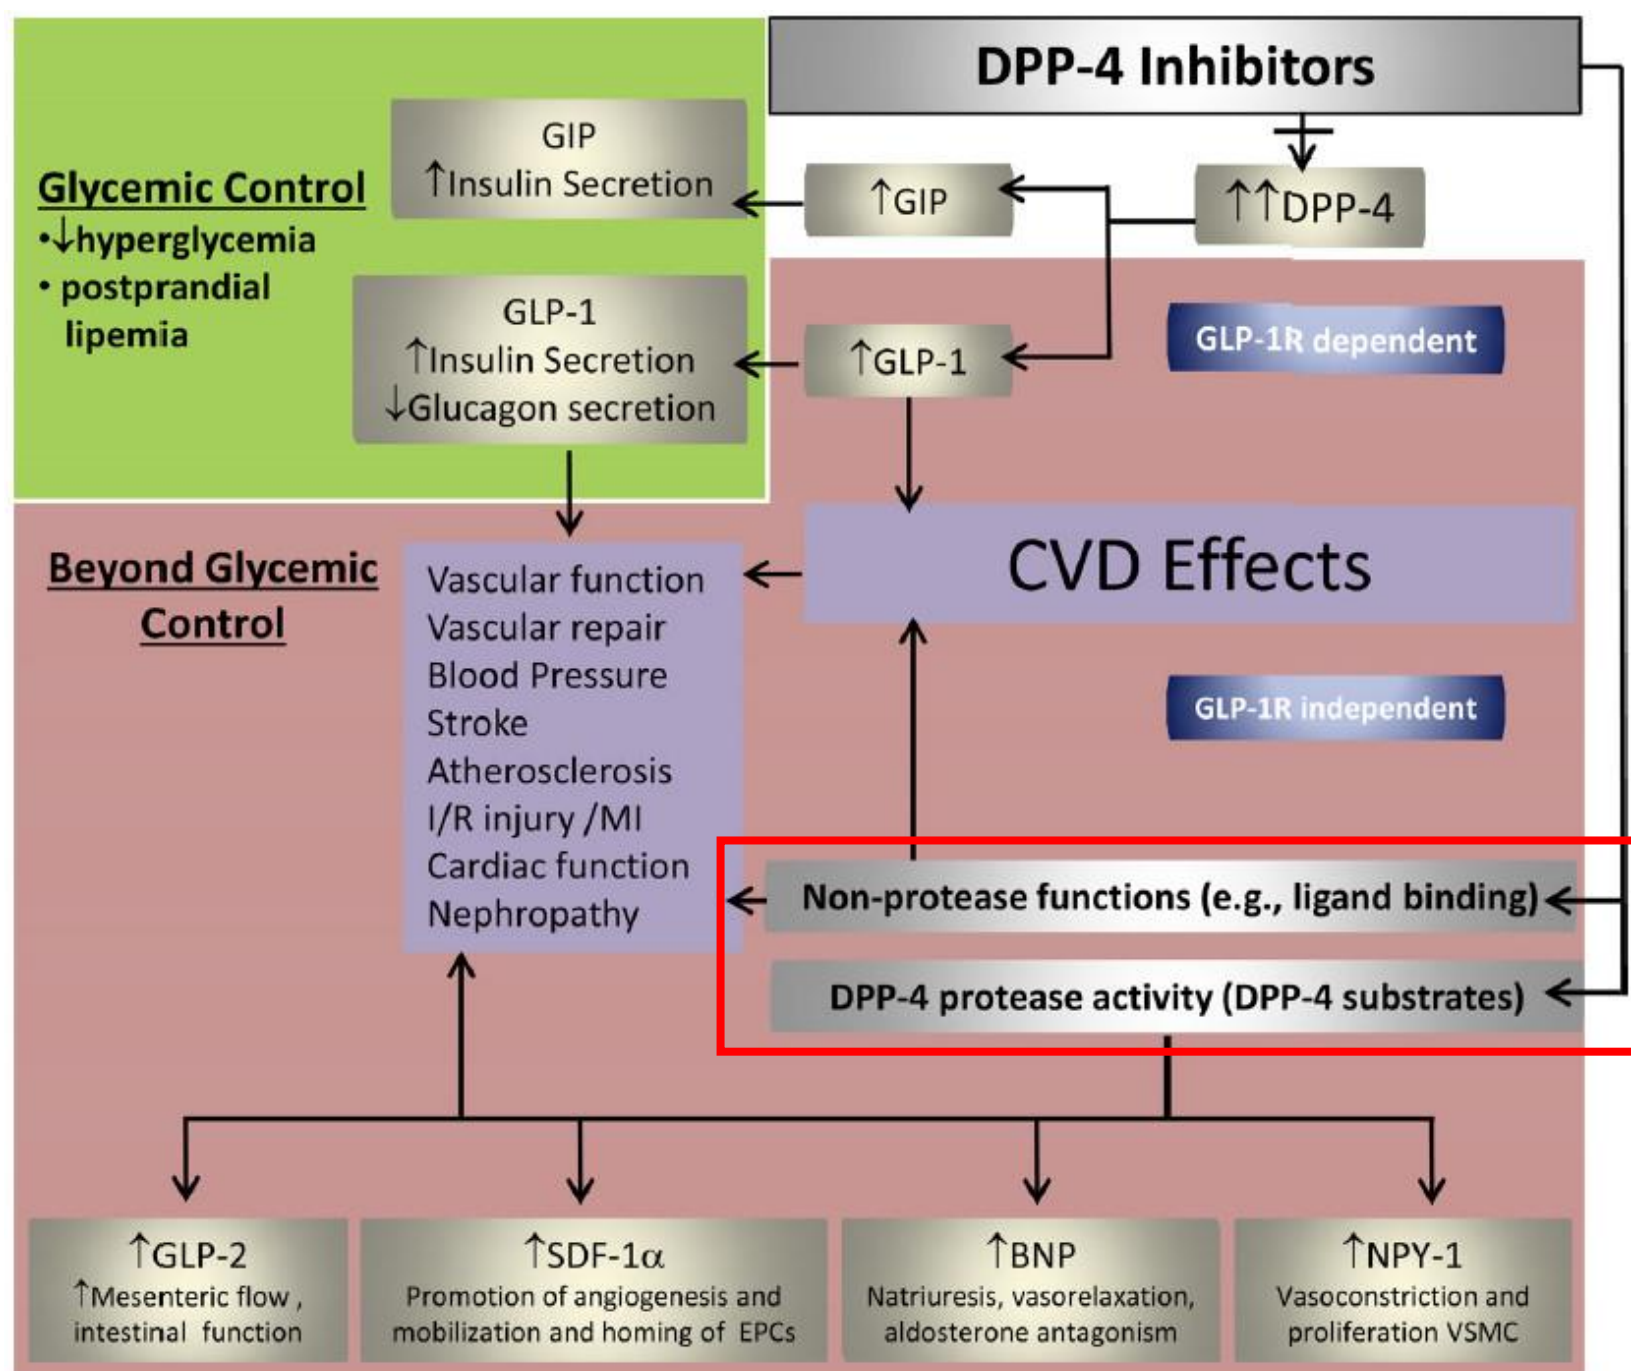 DPP-4 Inhibitors
GIP
↑Insulin Secretion
↑GIP
↑↑DPP-4
Glycemic Control
•↓hyperglycemia
• postprandial
lipemia
GLP-1
↑Insulin Secretion
↓Glucagon secretion
↑GLP-1
GLP-1R dependent
CVD Effects
Beyond Glycemic
Control
Vascular function
Vascular repair
Blood Pressure
Stroke
Atherosclerosis
I/R injury /MI
Cardiac function
Nephropathy
GLP-1R independent
Non-protease functions (e.g., ligand binding)
DPP-4 protease activity (DPP-4 substrates)
↑GLP-2
↑Mesenteric flow ,
intestinal function
↑SDF-1α
Promotion of angiogenesis and
mobilization and homing of EPCs
↑BNP
Natriuresis, vasorelaxation,
aldosterone antagonism
↑NPY-1
Vasoconstriction and
proliferation VSMC